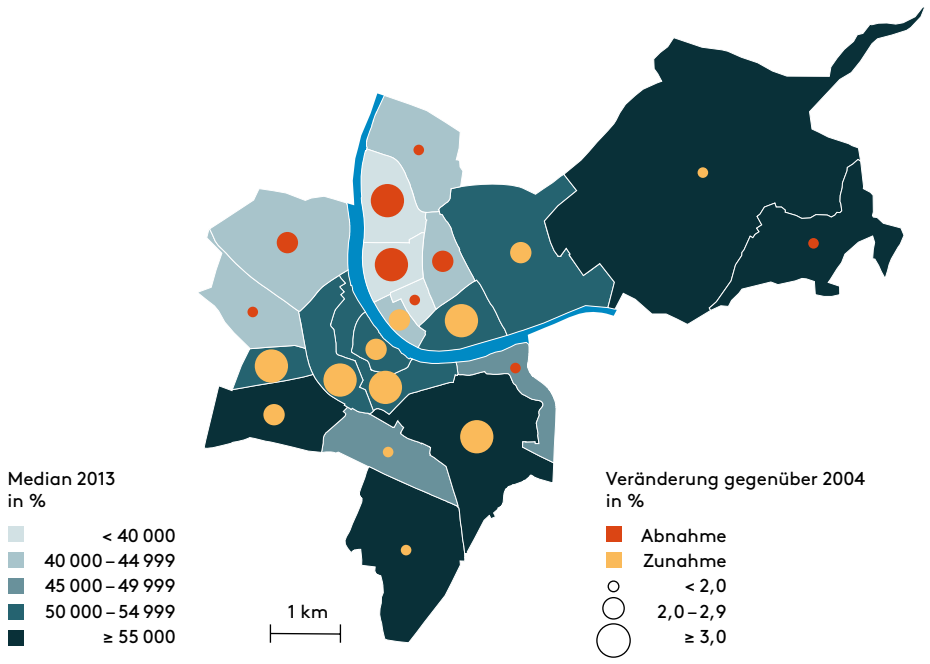 Median 2013
in %
< 40 000
40 000 – 44 999
45 000 – 49 999
50 000 – 54 999
≥ 55 000
1 km
Veränderung gegenüber 2004
in %
Abnahme
Zunahme
< 2,0
2,0 – 2,9
≥ 3,0